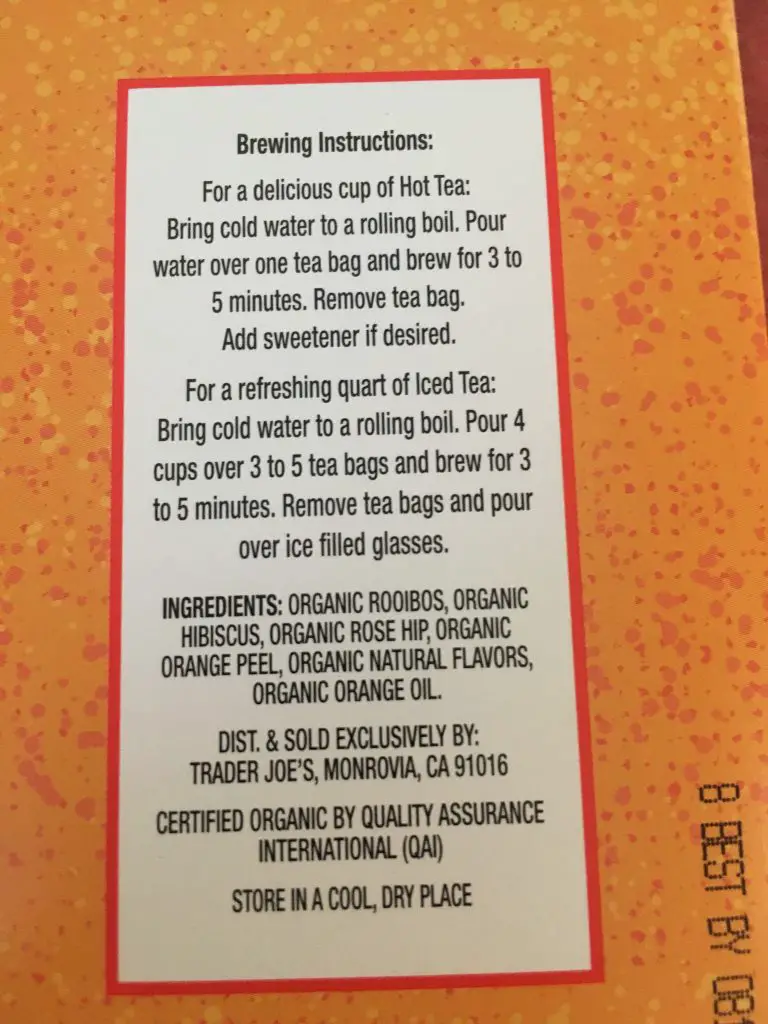 Brewing Instructions:
For a delicious cup of Hot Tea:
Bring cold water to a rolling boil. Pour
water over one tea bag and brew for 3 to
5 minutes. Remove tea bag.
Add sweetener if desired.
For a refreshing quart of Iced Tea:
Bring cold water to a rolling boil. Pour 4
cups over 3 to 5 tea bags and brew for 3
to 5 minutes. Remove tea bags and pour
over ice filled glasses.
INGREDIENTS: ORGANIC ROOIBOS, ORGANIC
HIBISCUS, ORGANIC ROSE HIP, ORGANIC
ORANGE PEEL, ORGANIC NATURAL FLAVORS,
ORGANIC ORANGE OIL.
DIST. & SOLD EXCLUSIVELY BY:
TRADER JOE'S, MONROVIA, CA 91016
CERTIFIED ORGANIC BY QUALITY ASSURANCE
INTERNATIONAL (QAI)
STORE IN A COOL, DRY PLACE
BEST BY